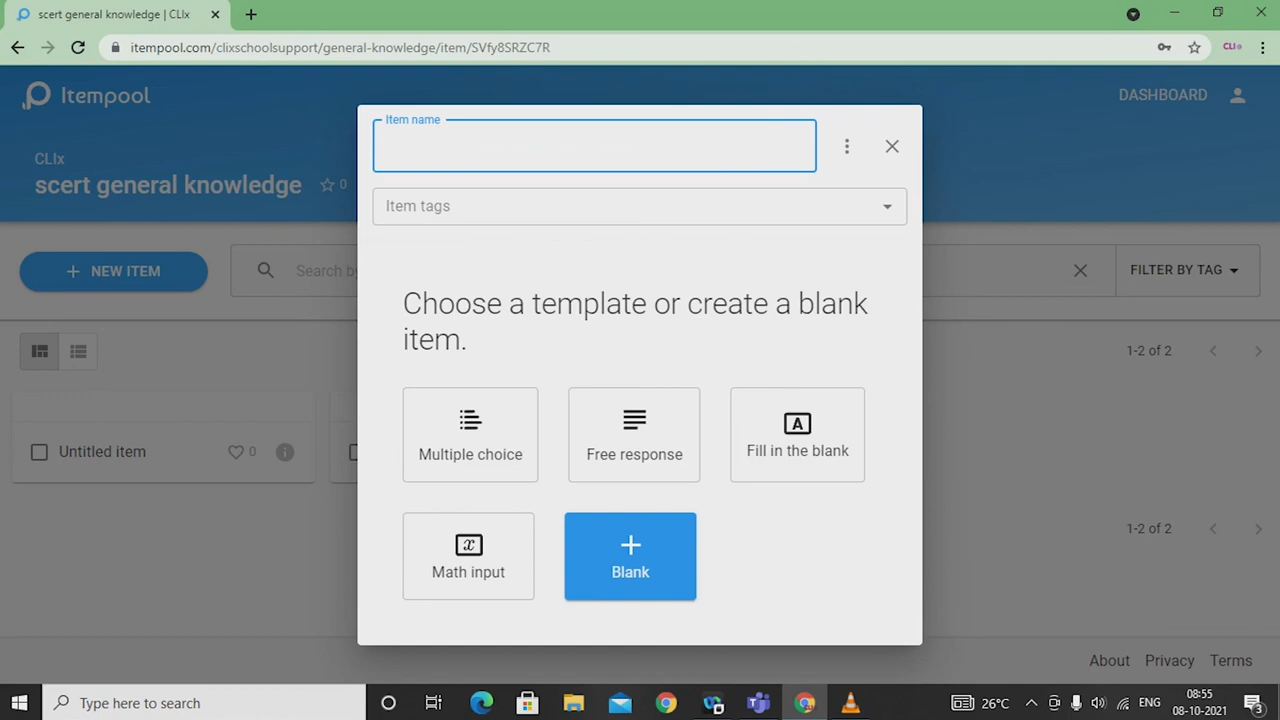 scert general knowledge | CLIx
itempool.com/clixschoolsupport/general-knowledge/item/SVfy8SRZC7R
CLI
Itempool
DASHBOARD
CLIx
scert general knowledge
0
Item name
Item tags
NEW ITEM
Search by
FILTER BY TAG
1-2 of 2
Choose a template or create a blank
item.
Multiple choice
Free response
A
Fill in the blank
Untitled item
0
x
Math input
Blank
1-2 of 2
About
Privacy
Terms
Type here to search
26°C
ENG
08:55
08-10-2021
3